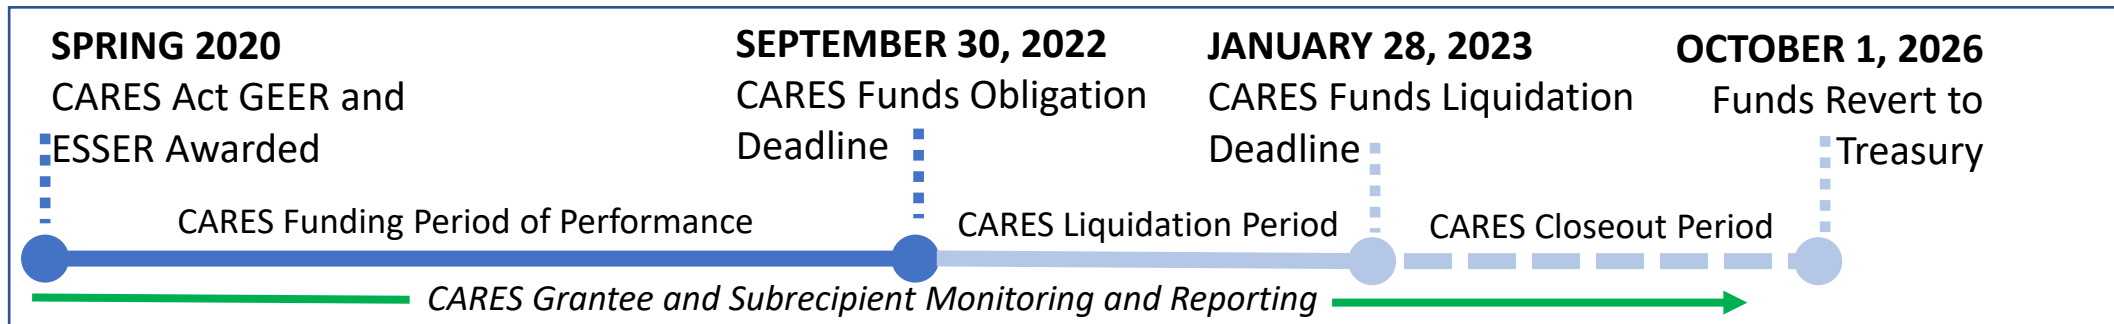 SPRING 2020
CARES Act GEER and
ESSER Awarded
SEPTEMBER 30, 2022
CARES Funds Obligation
Deadline
JANUARY 28, 2023
CARES Funds Liquidation
Deadline
OCTOBER 1, 2026
Funds Revert to
Treasury
CARES Funding Period of Performance
CARES Liquidation Period
CARES Closeout Period
CARES Grantee and Subrecipient Monitoring and Reporting